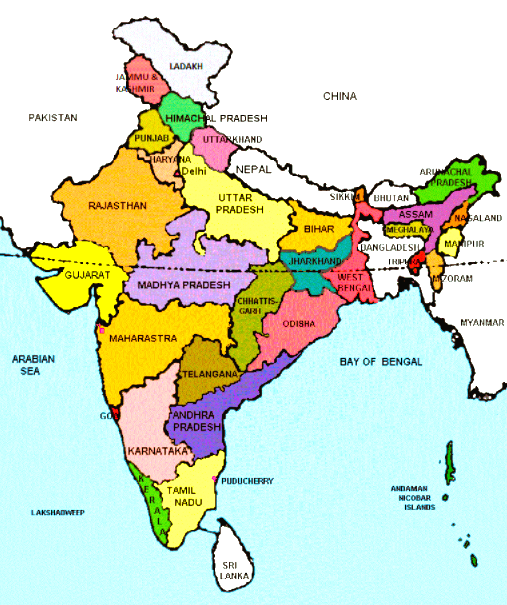 LADAKH
JAMMU &
KASHMIR
CHINA
PAKISTAN
HIMACHAL PRADESH
PUNJAB
UTTARKHAND
HARYANA
Delhi
NEPAL
ARUNACHAL
PRADESH
SIKKIM
BHUTAN
RAJASTHAN
UTTAR
PRADESH
ASSAM
NAGALAND
BIHAR
MEGHALAYA
BANGLADESH
MANIPUR
GUJARAT
JHARKHAND
TRIPURA
MADHYA PRADESH
WEST
BENGAL
MIZORAM
CHHATTIS-
GARH
MYANMAR
ODISHA
MAHARASTRA
ARABIAN
SEA
BAY OF BENGAL
TELANGANA
GOA
ANDHRA
PRADESH
KARNATAKA
PUDUCHERRY
KERALA
TAMIL
NADU
ANDAMAN
NICOBAR
ISLANDS
LAKSHADWEEP
SRI
LANKA